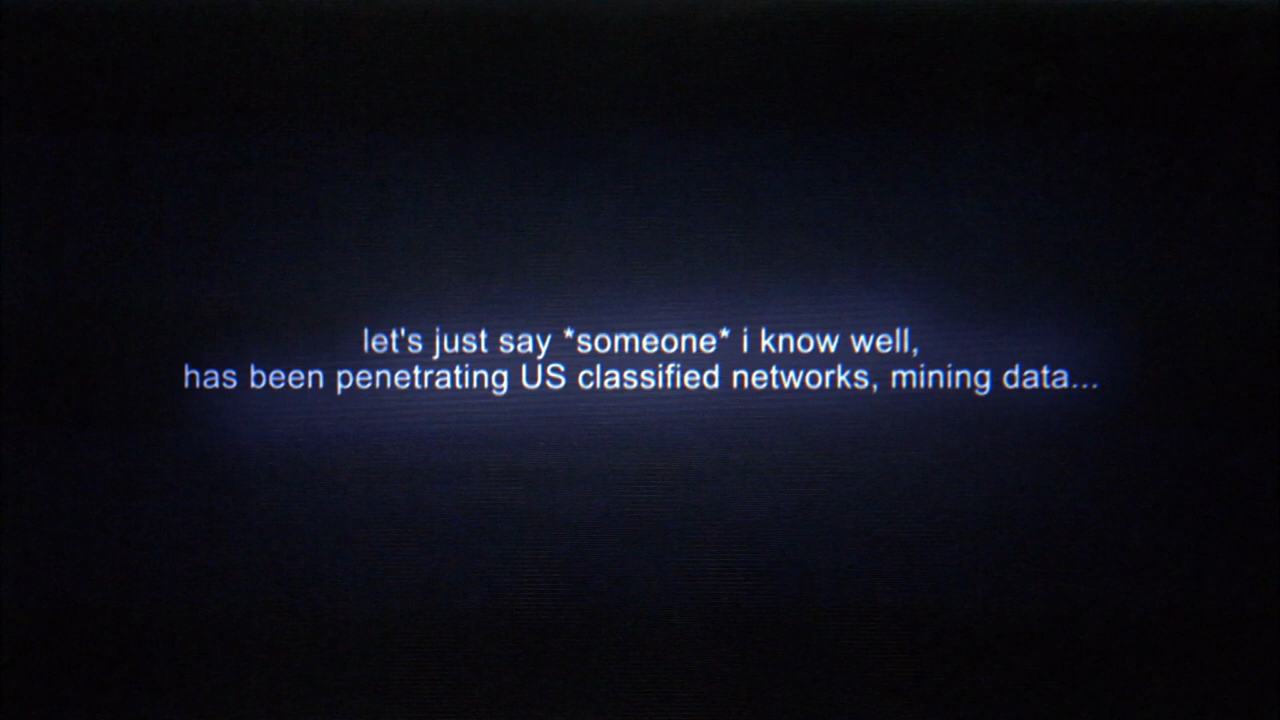 let's just say *someone* i know well,
has been penetrating US classified networks, mining data...